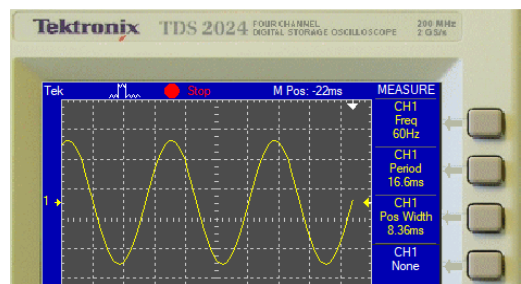 Tektronix TDS 2024 FOUR CHANNEL DIGITAL STORAGE OSCILLOSCOPE 200 MHz 2 GS/s
Tek Stop M Pos: -22ms MEASURE
CH1
Freq
60Hz
CH1
Period
16.6ms
1
CH1
Pos Width
8.36ms
CH1
None